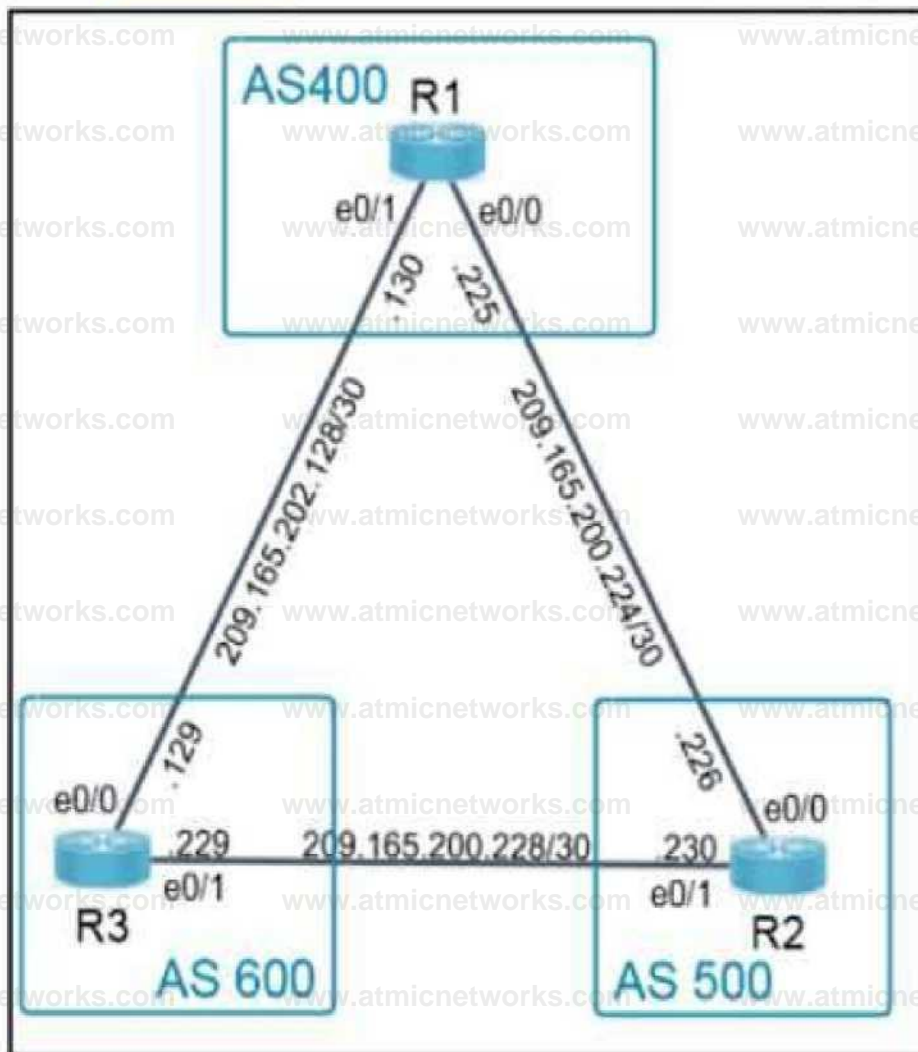 www.atmicnetworks.com
AS400
R1
e0/1
e0/0
.130
.225
209.165.202.128/30
209.165.200.224/30
.129
.226
e0/0
e0/0
.229
209.165.200.228/30
.230
e0/1
e0/1
R3
R2
AS 600
AS 500